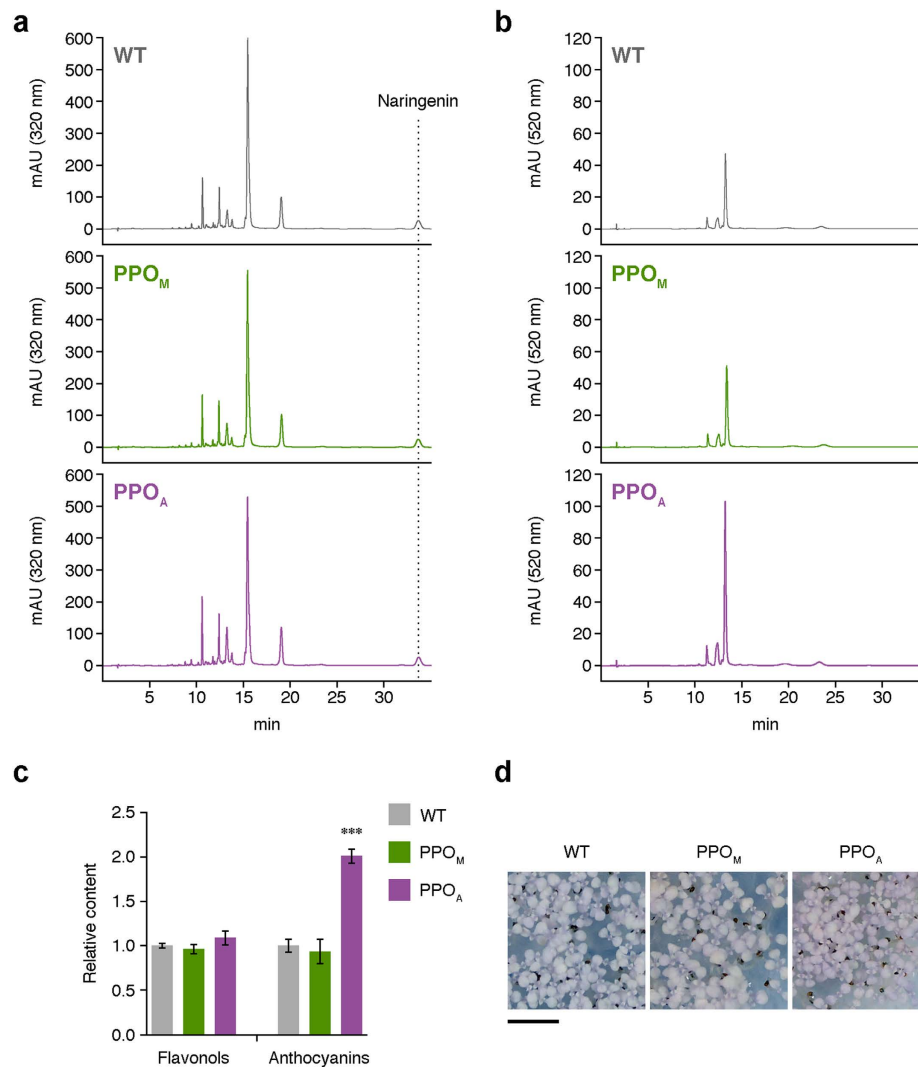 a
600
WT
500
400
Naringenin
300
200
100
0
mAU (320 nm)
600
PPOM
500
400
300
200
100
0
mAU (320 nm)
600
PPOA
500
400
300
200
100
0
mAU (320 nm)
5 10 15 20 25 30
min
b
120
WT
100
80
60
40
20
0
mAU (520 nm)
120
PPOM
100
80
60
40
20
0
mAU (520 nm)
120
PPOA
100
80
60
40
20
0
mAU (520 nm)
5 10 15 20 25 30
min
c
2.5
2.0
1.5
1.0
0.5
0.0
Relative content
***
Flavonols Anthocyanins
WT
PPOM
PPOA
d
WT PPOM PPOA